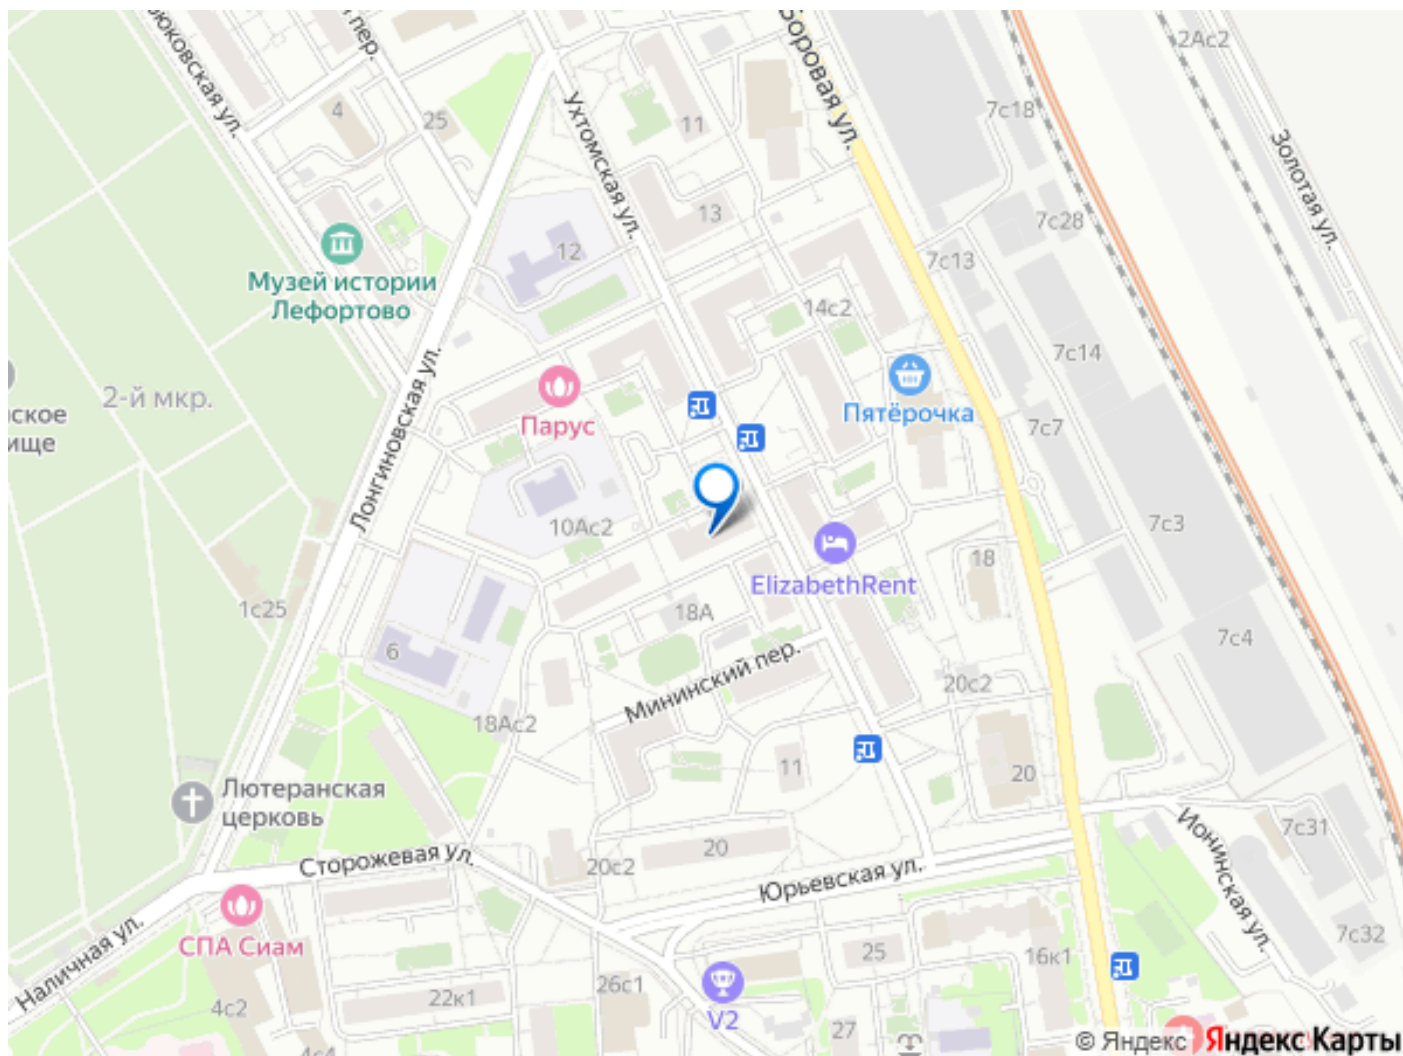 2Ас2
пер.
Боровая ул.
7с18
4
25
11
Ухтомская ул.
Золотая ул.
13
7с28
12
7с13
Музей истории
Лефортово
14с2
7с14
2-й мкр.
Парус
Пятёрочка
7с7
Лонгиновская ул.
10Ас2
7с3
ElizabethRent
18
1с25
18А
7с4
6
Мининский пер.
20с2
18Ас2
11
20
Лютеранская
церковь
Ионинская ул.
7с31
Сторожевая ул.
20с2
20
Юрьевская ул.
СПА Сиам
Наличная ул.
25
16к1
7с32
4с2
22к1
26с1
V2
27
4с4
© Яндекс
Яндекс Карты